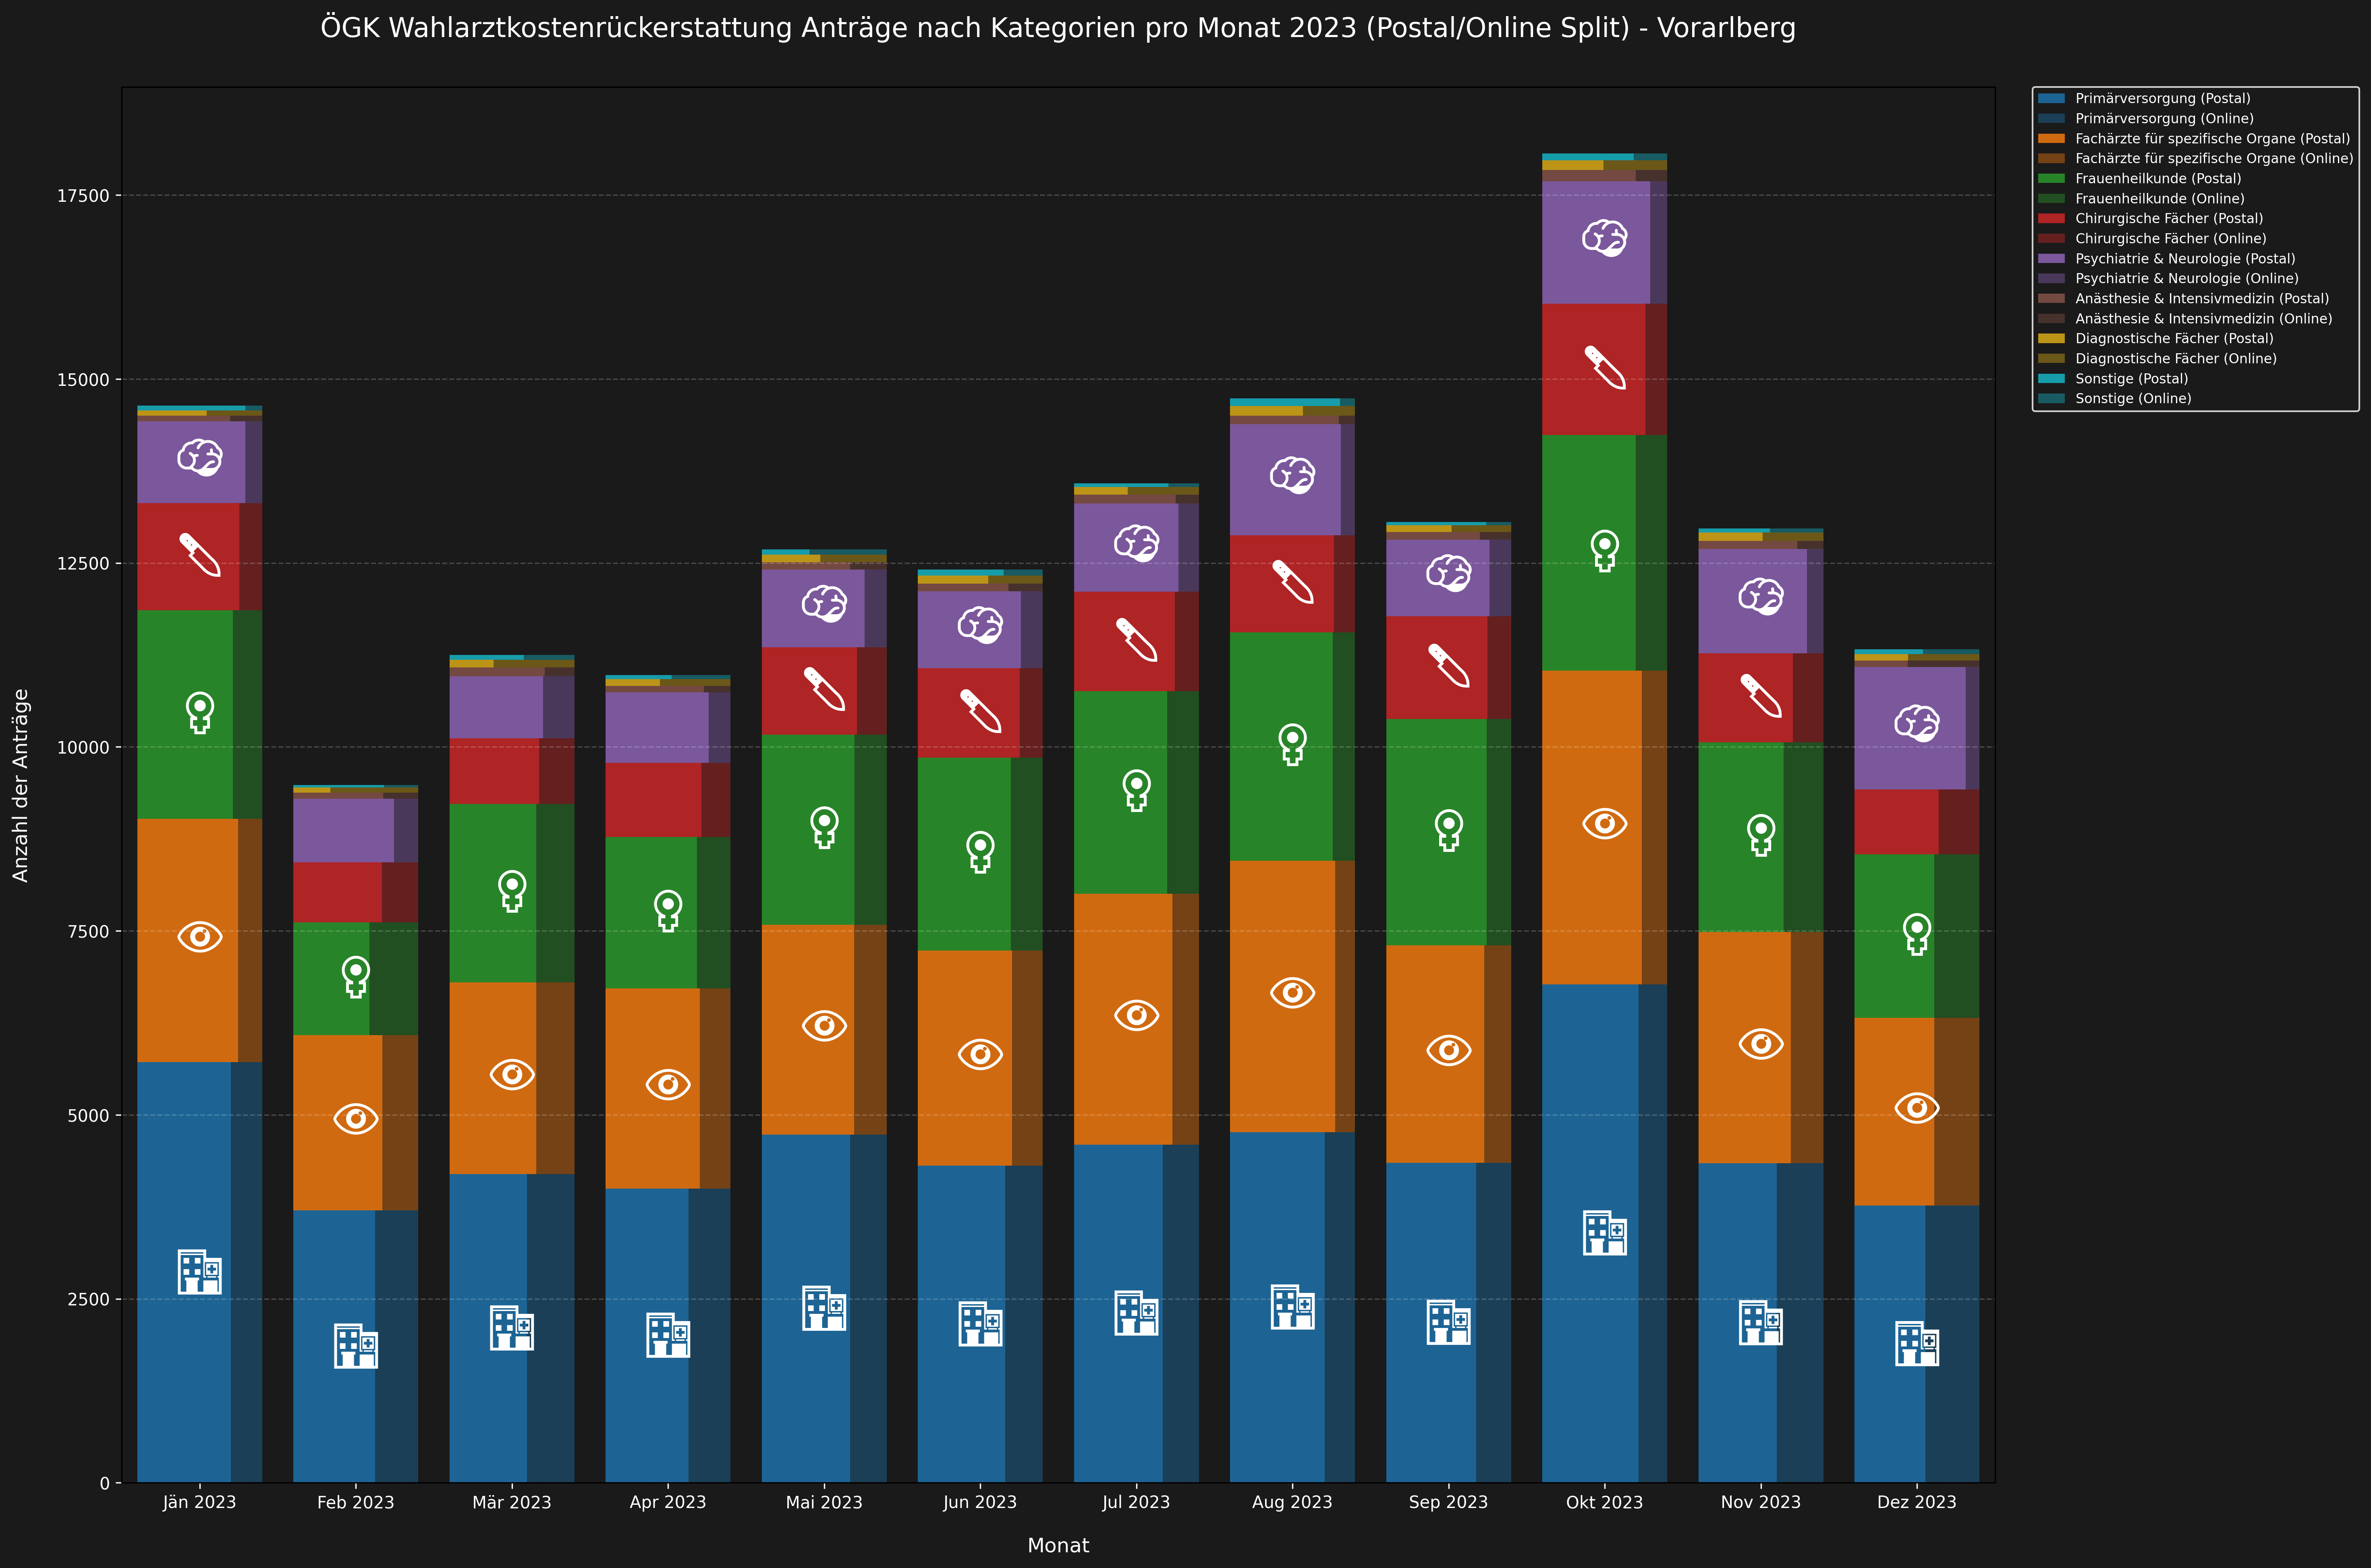 ÖGK Wahlarztkostenrückerstattung Anträge nach Kategorien pro Monat 2023 (Postal/Online Split) - Vorarlberg
Anzahl der Anträge
17500
15000
12500
10000
7500
5000
2500
0
Jän 2023
Feb 2023
Mär 2023
Apr 2023
Mai 2023
Jun 2023
Jul 2023
Aug 2023
Sep 2023
Okt 2023
Nov 2023
Dez 2023
Monat
Primärversorgung (Postal)
Primärversorgung (Online)
Fachärzte für spezifische Organe (Postal)
Fachärzte für spezifische Organe (Online)
Frauenheilkunde (Postal)
Frauenheilkunde (Online)
Chirurgische Fächer (Postal)
Chirurgische Fächer (Online)
Psychiatrie & Neurologie (Postal)
Psychiatrie & Neurologie (Online)
Anästhesie & Intensivmedizin (Postal)
Anästhesie & Intensivmedizin (Online)
Diagnostische Fächer (Postal)
Diagnostische Fächer (Online)
Sonstige (Postal)
Sonstige (Online)